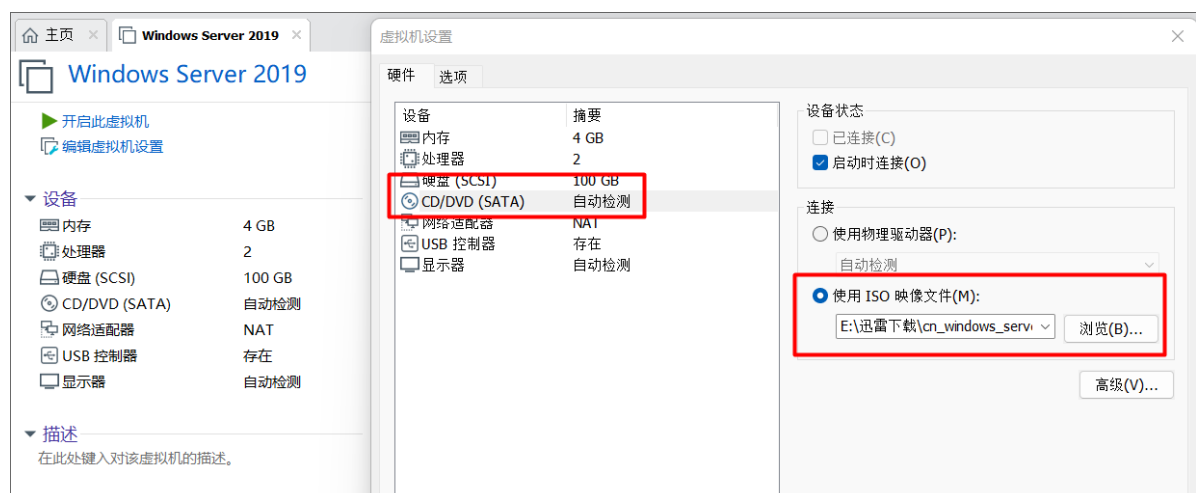 主页
Windows Server 2019
Windows Server 2019
开启此虚拟机
编辑虚拟机设置
设备
内存 4 GB
处理器 2
硬盘 (SCSI) 100 GB
CD/DVD (SATA) 自动检测
网络适配器 NAT
USB 控制器 存在
显示器 自动检测
描述
在此处键入对该虚拟机的描述。
虚拟机设置
硬件 选项
设备 摘要
内存 4 GB
处理器 2
硬盘 (SCSI) 100 GB
CD/DVD (SATA) 自动检测
网络适配器 NAT
USB 控制器 存在
显示器 自动检测
设备状态
已连接(C)
启动时连接(O)
连接
使用物理驱动器(P):
自动检测
使用 ISO 映像文件(M):
E:\迅雷下载\cn_windows_serv
浏览(B)...
高级(V)...